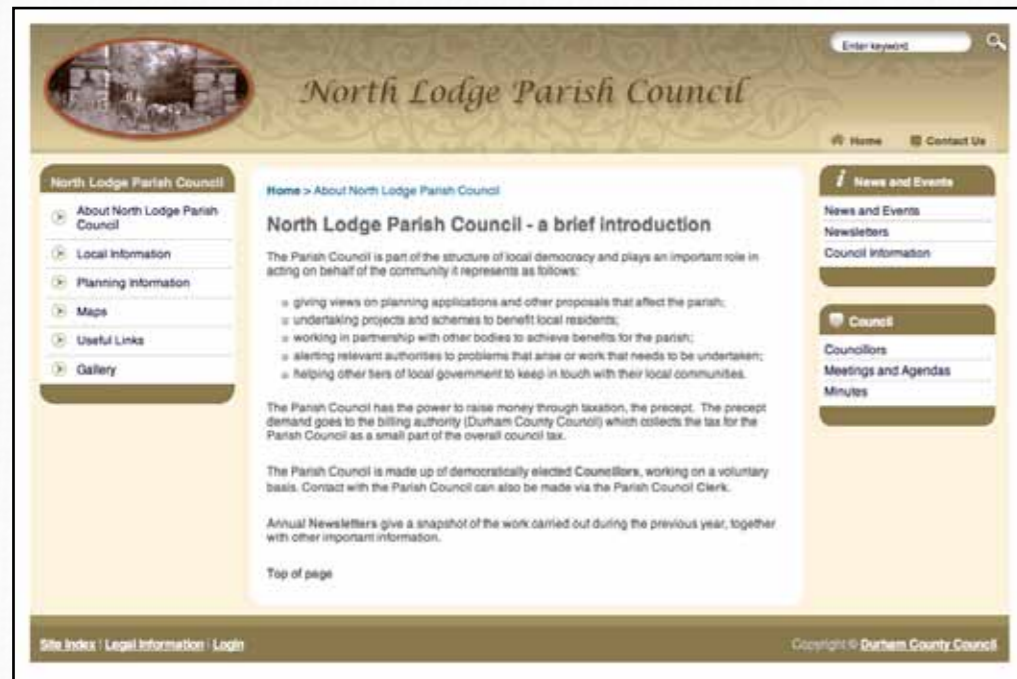 Enter keyword
North Lodge Parish Council
Home
Contact Us
North Lodge Parish Council
About North Lodge Parish
Council
Local Information
Planning Information
Maps
Useful Links
Gallery
Home > About North Lodge Parish Council
North Lodge Parish Council - a brief introduction
The Parish Council is part of the structure of local democracy and plays an important role in
acting on behalf of the community it represents as follows:
giving views on planning applications and other proposals that affect the parish;
undertaking projects and schemes to benefit local residents;
working in partnership with other bodies to achieve benefits for the parish;
alerting relevant authorities to problems that arise or work that needs to be undertaken;
helping other tiers of local government to keep in touch with their local communities.
The Parish Council has the power to raise money through taxation, the precept. The precept
demand goes to the billing authority (Durham County Council) which collects the tax for the
Parish Council as a small part of the overall council tax.
The Parish Council is made up of democratically elected Councillors, working on a voluntary
basis. Contact with the Parish Council can also be made via the Parish Council Clerk.
Annual Newsletters give a snapshot of the work carried out during the previous year, together
with other important information.
Top of page
i News and Events
News and Events
Newsletters
Council Information
Council
Councillors
Meetings and Agendas
Minutes
Site Index | Legal Information | Login
Copyright © Durham County Council